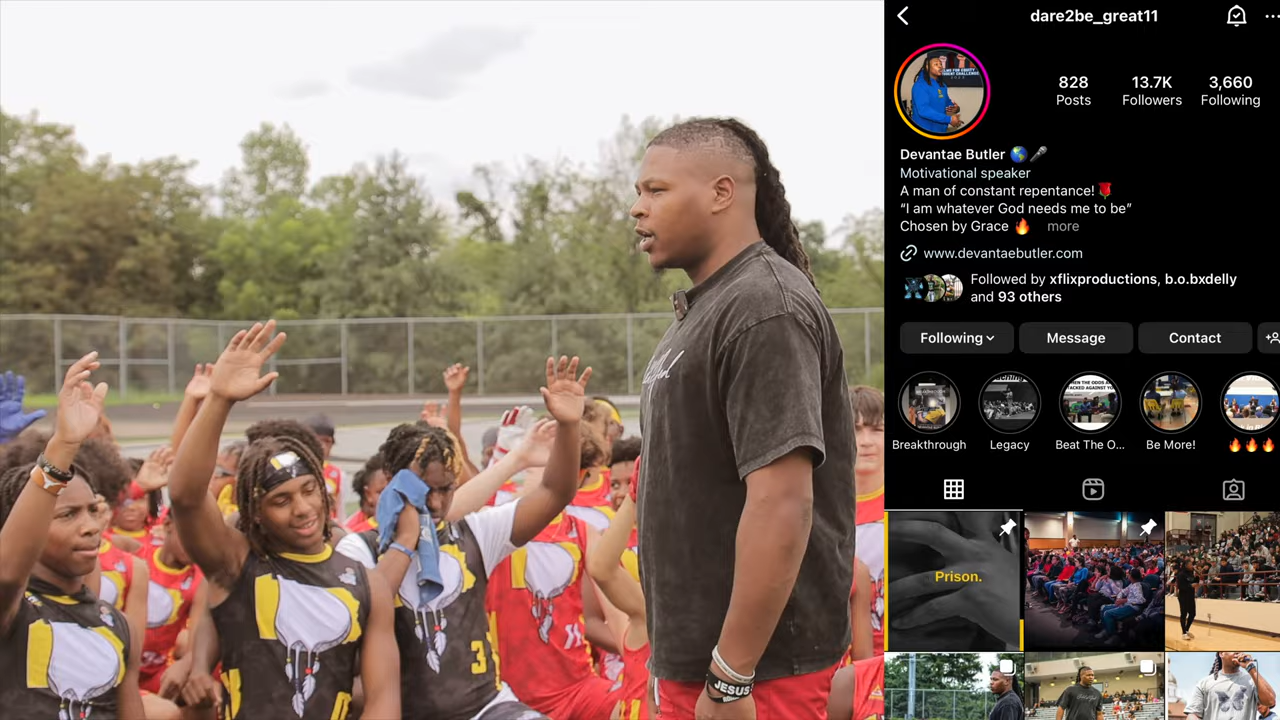 dare2be_great11
828
13.7K
3,660
Posts
Followers
Following
Devantae Butler 🌎🎤
Motivational speaker
A man of constant repentance!🌹
“I am whatever God needs me to be”
Chosen by Grace 🔥 more
www.devantaebutler.com
Followed by xflixproductions, b.o.bxdelly
and 93 others
Following
Message
Contact
Breakthrough
Legacy
Beat The O...
Be More!
🔥🔥🔥
Prison.
JESUS